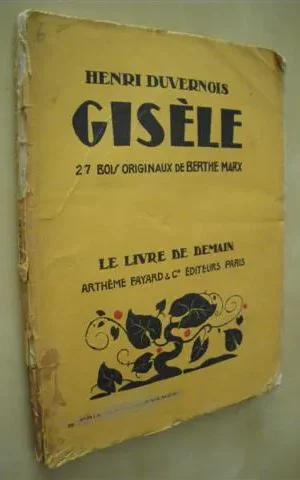 HENRI DUVERNOIS
GISÈLE
27 BOIS ORIGINAUX DE BERTHE MARX
LE LIVRE DE DEMAIN
ARTHÈME FAYARD & Cie ÉDITEURS PARIS